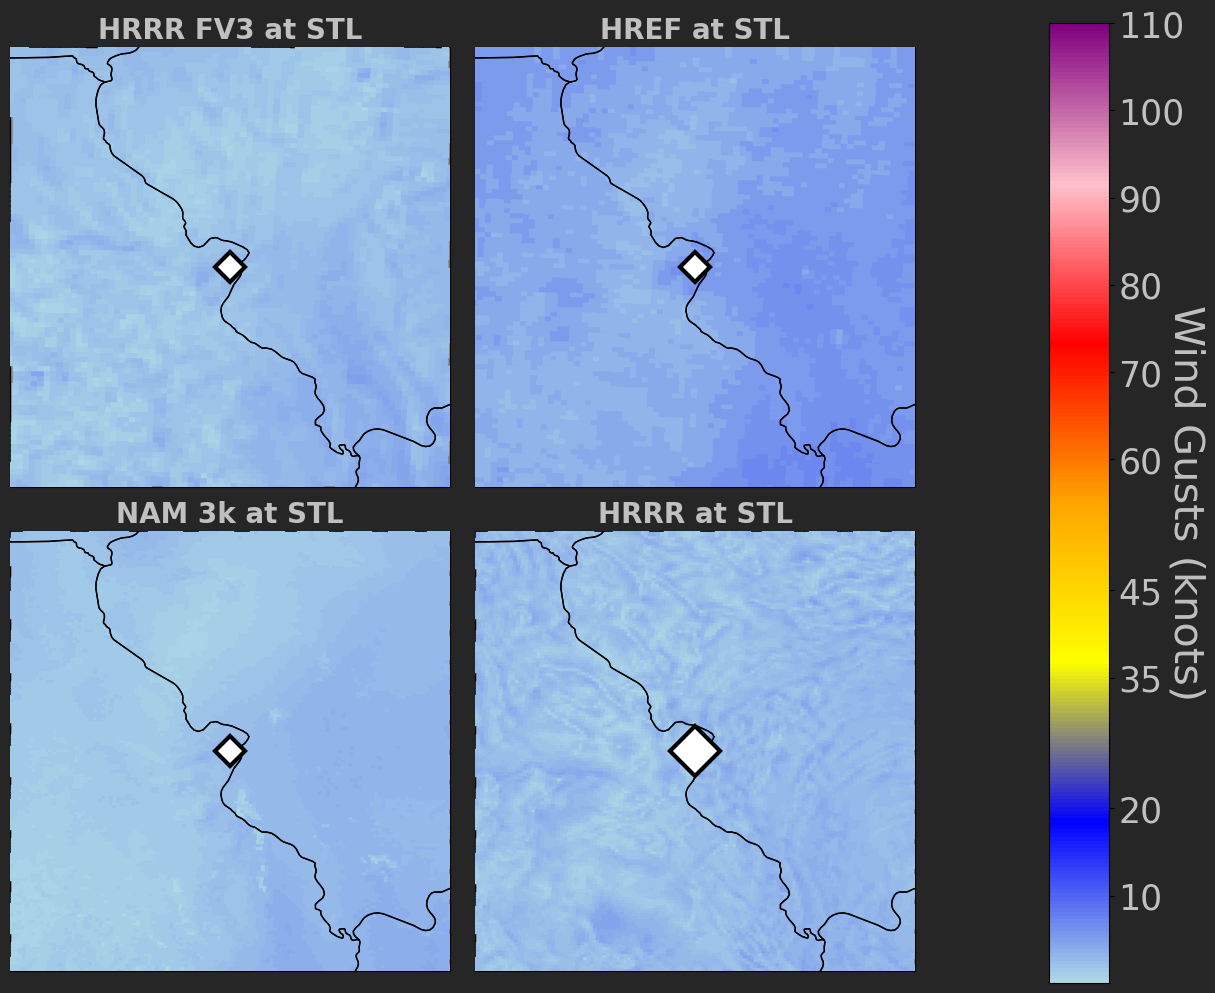 HRRR FV3 at STL
HREF at STL
NAM 3k at STL
HRRR at STL
110
100
90
80
70
60
45
35
20
10
Wind Gusts (knots)